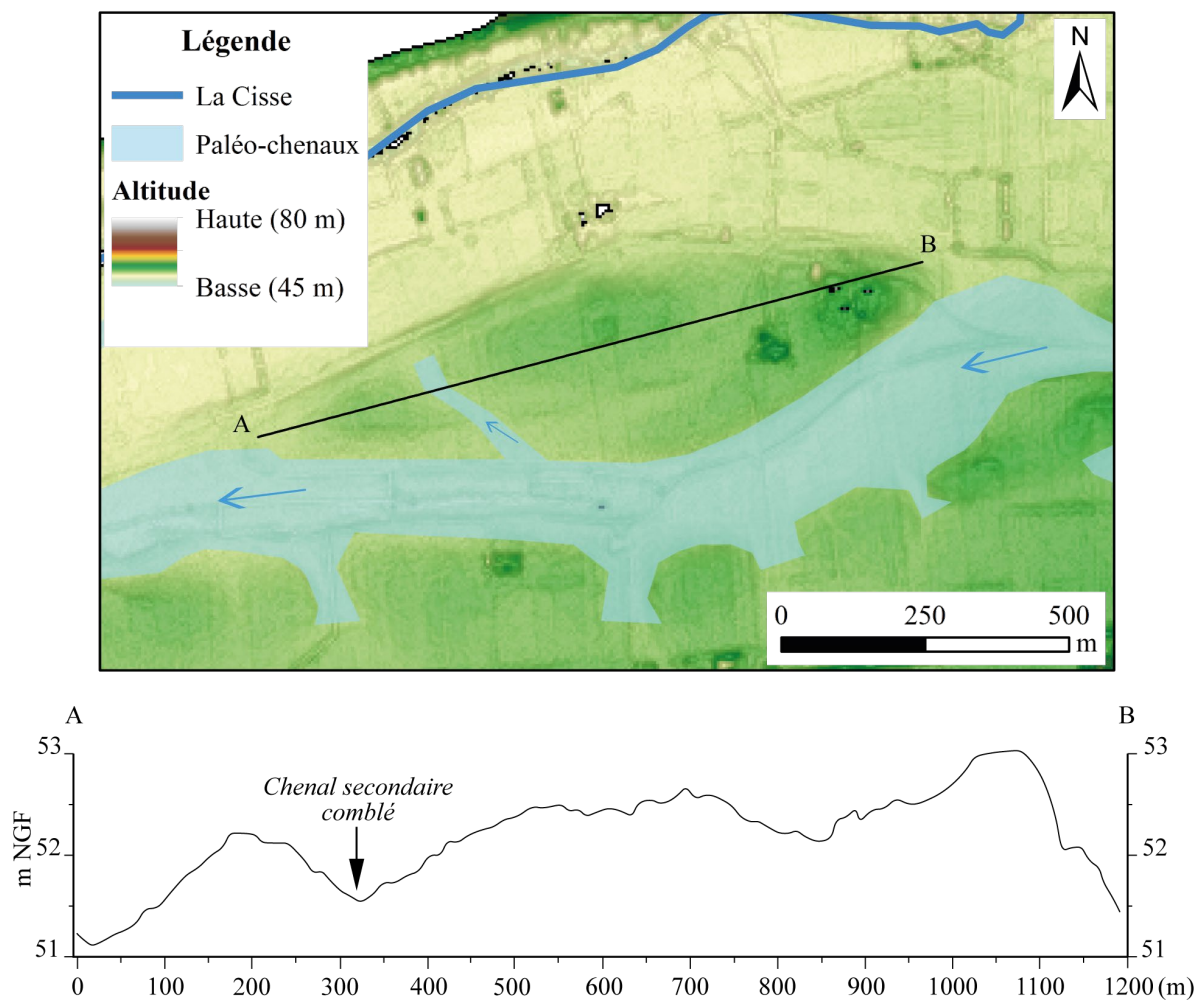 Légende
La Cisse
Paléo-chenaux
Altitude
Haute (80 m)
Basse (45 m)
N
B
A
0 250 500
m
A B
53 53
Chenal secondaire
comblé
m NGF
52 52
51 51
0 100 200 300 400 500 600 700 800 900 1000 1100 1200 (m)